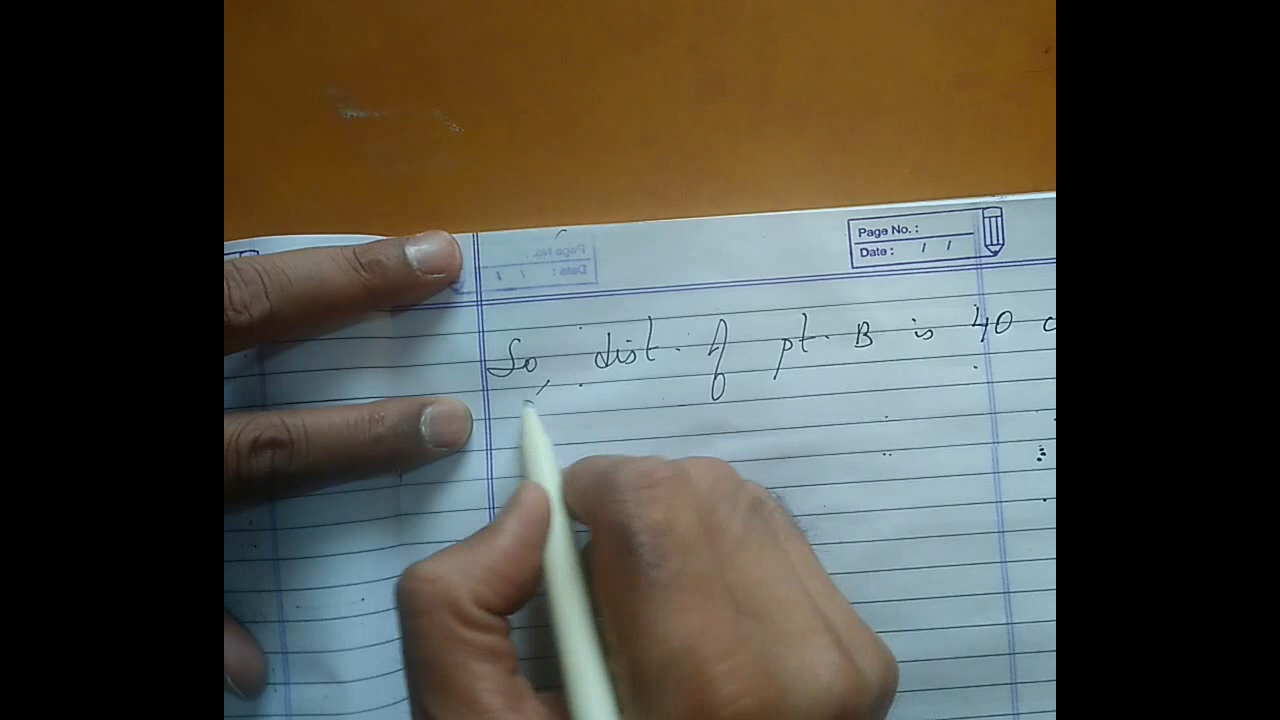 Page No. :
Date : / /
So, dist. of pt. B is 40 c